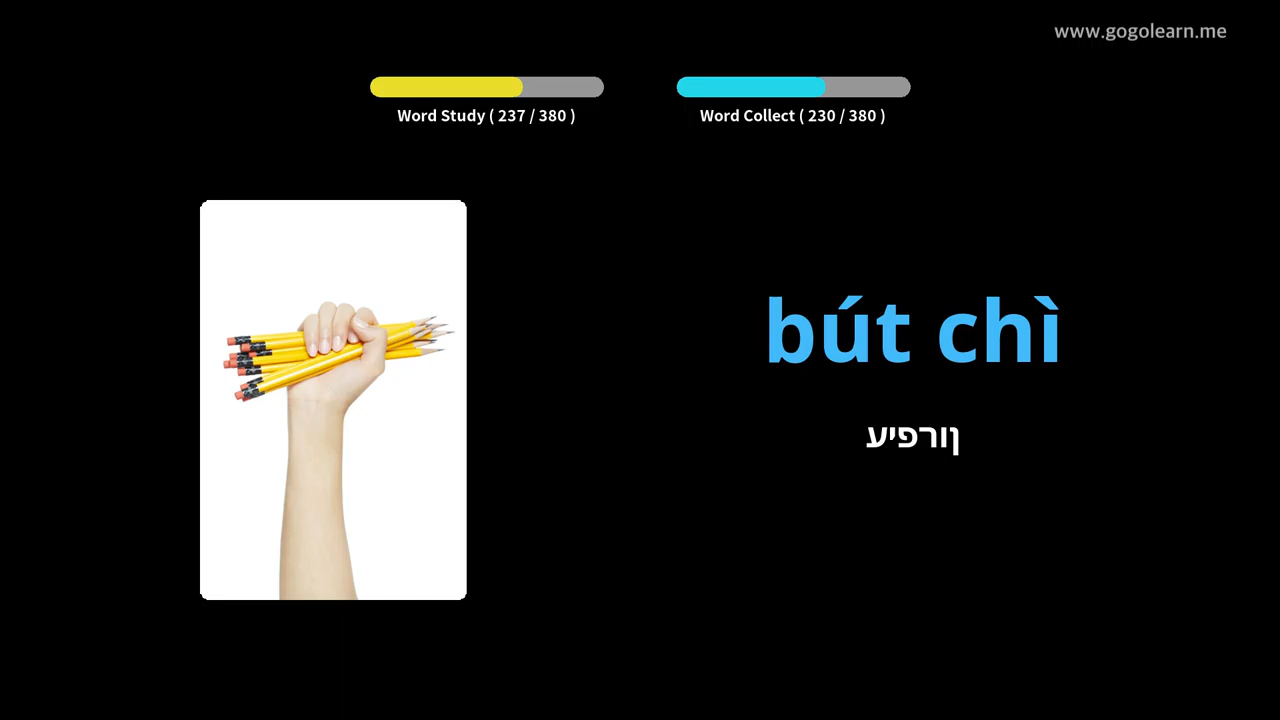 www.gogolearn.me
Word Study ( 237 / 380 )
Word Collect ( 230 / 380 )
bút chì
ןורפיע